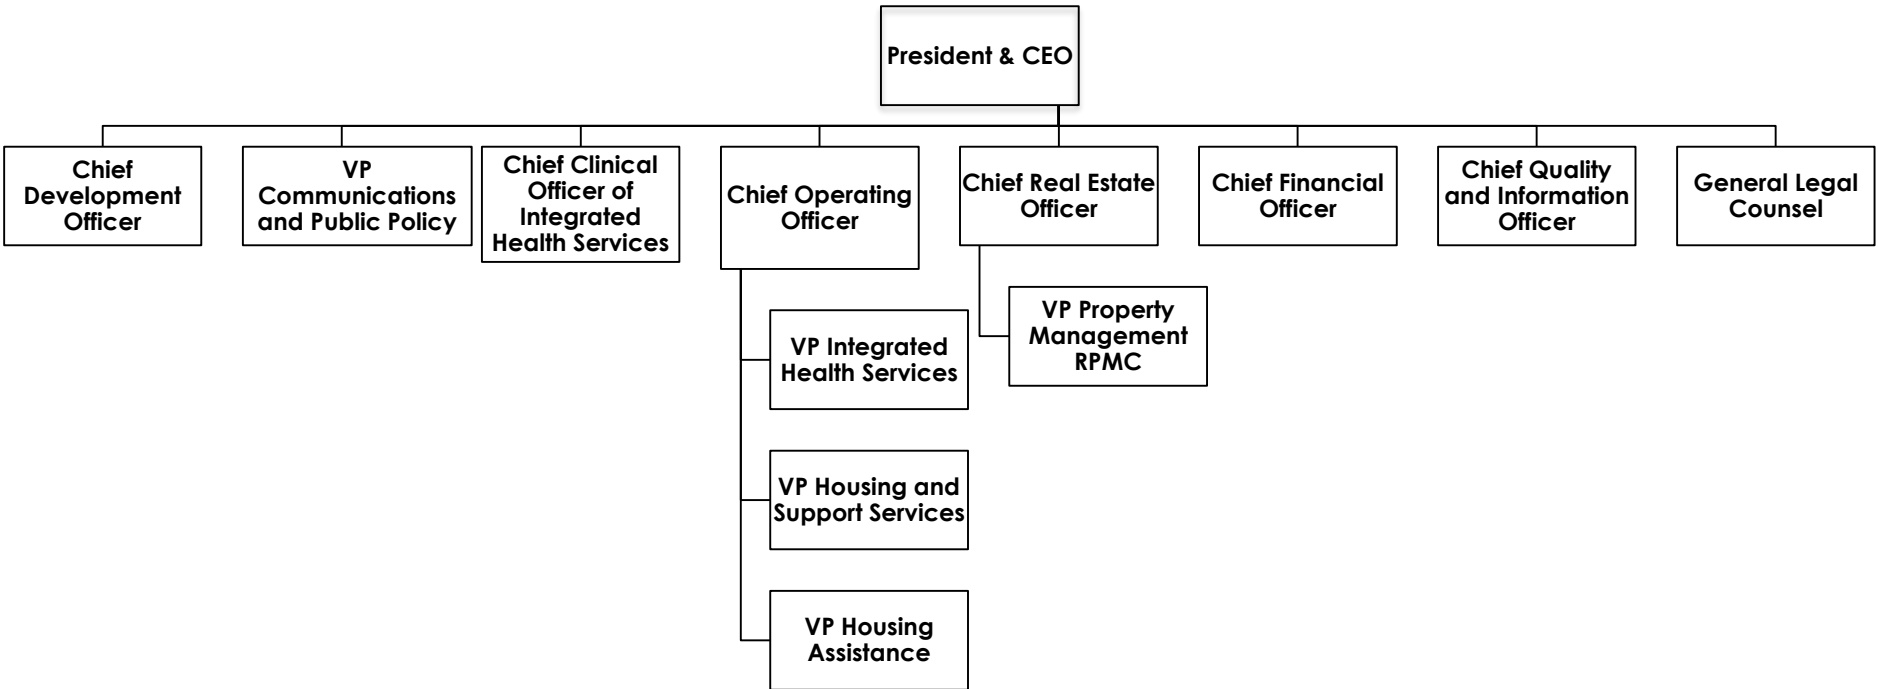 President & CEO
Chief
Development
Officer
VP
Communications
and Public Policy
Chief Clinical
Officer of
Integrated
Health Services
Chief Operating
Officer
Chief Real Estate
Officer
Chief Financial
Officer
Chief Quality
and Information
Officer
General Legal
Counsel
VP Integrated
Health Services
VP Housing and
Support Services
VP Housing
Assistance
VP Property
Management
RPMC